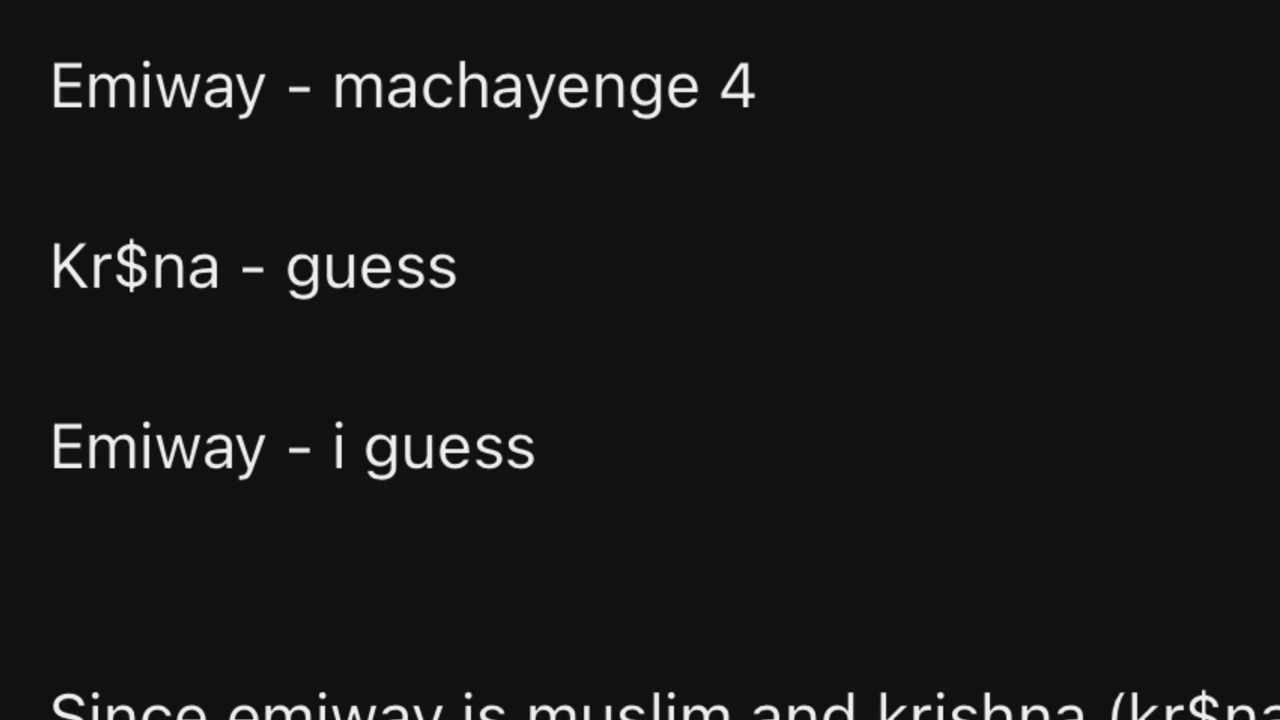 Emiway - machayenge 4
Kr$na - guess
Emiway - i guess
Since emiway is muslim and krishna (kr$na